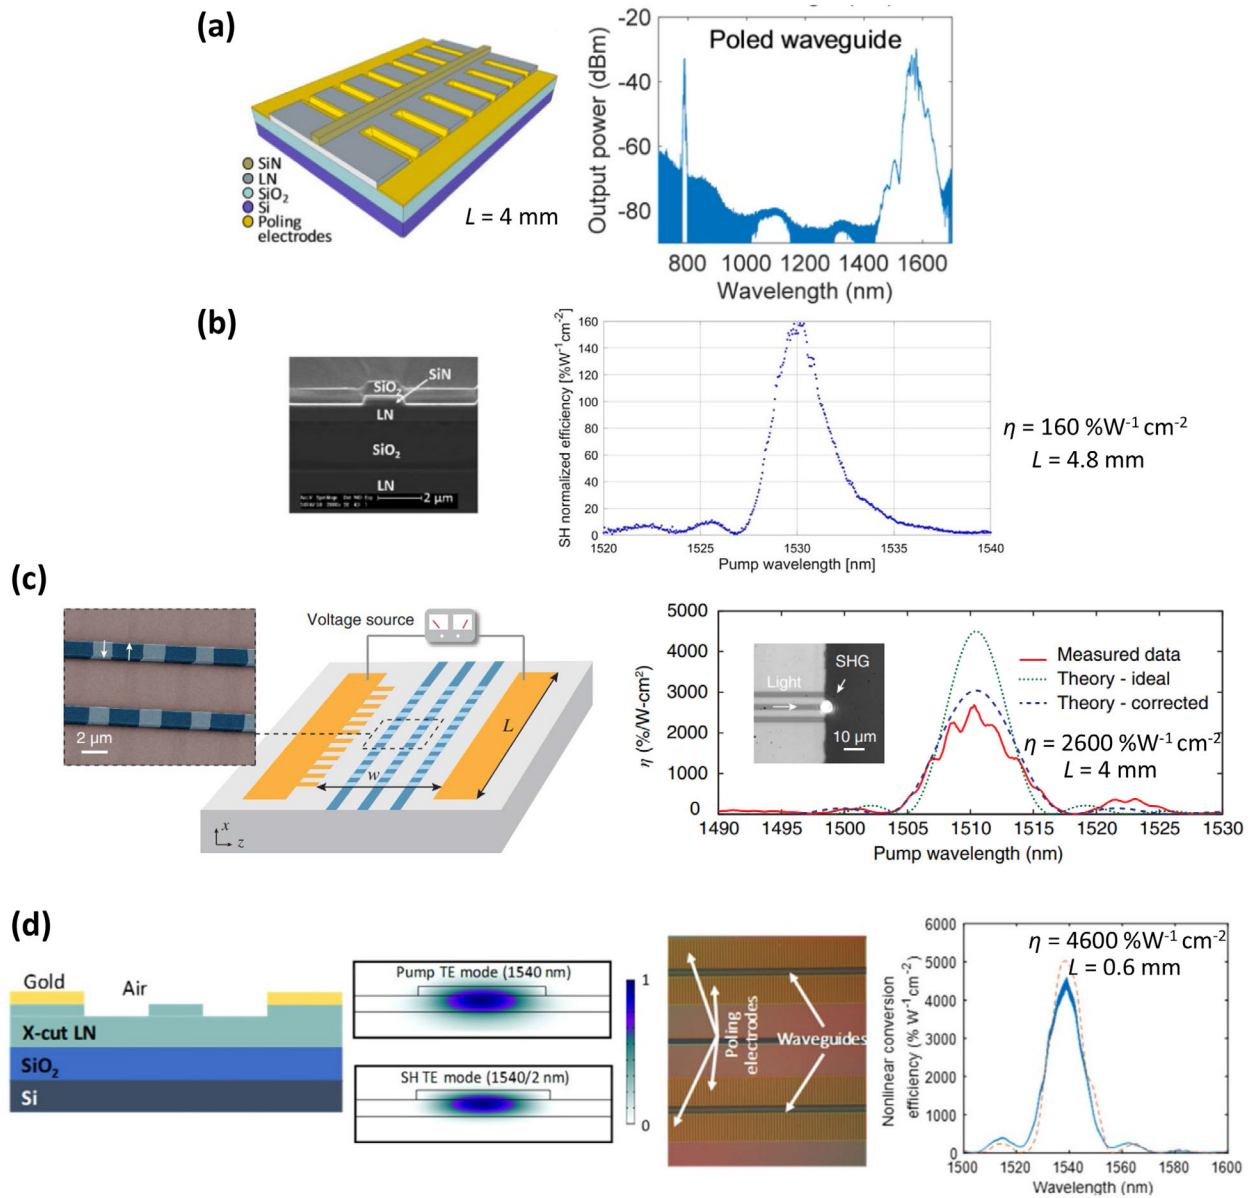 (a)
SiN
LN
SiO2
Si
Poling
electrodes
L = 4 mm
Poled waveguide
Output power (dBm)
-20
-40
-60
-80
800 1000 1200 1400 1600
Wavelength (nm)
(b)
SiO2
SiN
LN
SiO2
LN
2 μm
SH normalized efficiency [%W-1cm-2]
160
140
120
100
80
60
40
20
0
1520 1525 1530 1535 1540
Pump wavelength [nm]
η = 160 %W-1 cm-2
L = 4.8 mm
(c)
2 μm
Voltage source
L
w
x
z
η (%/W-cm2)
5000
4000
3000
2000
1000
0
1490 1495 1500 1505 1510 1515 1520 1525 1530
Pump wavelength (nm)
Light
SHG
10 μm
Measured data
Theory - ideal
Theory - corrected
η = 2600 %W-1 cm-2
L = 4 mm
(d)
Gold
Air
X-cut LN
SiO2
Si
Pump TE mode (1540 nm)
SH TE mode (1540/2 nm)
1
0
Poling
electrodes
Waveguides
Nonlinear conversion
efficiency (% W-1 cm-2)
6000
5000
4000
3000
2000
1000
0
1500 1520 1540 1560 1580 1600
Wavelength (nm)
η = 4600 %W-1 cm-2
L = 0.6 mm